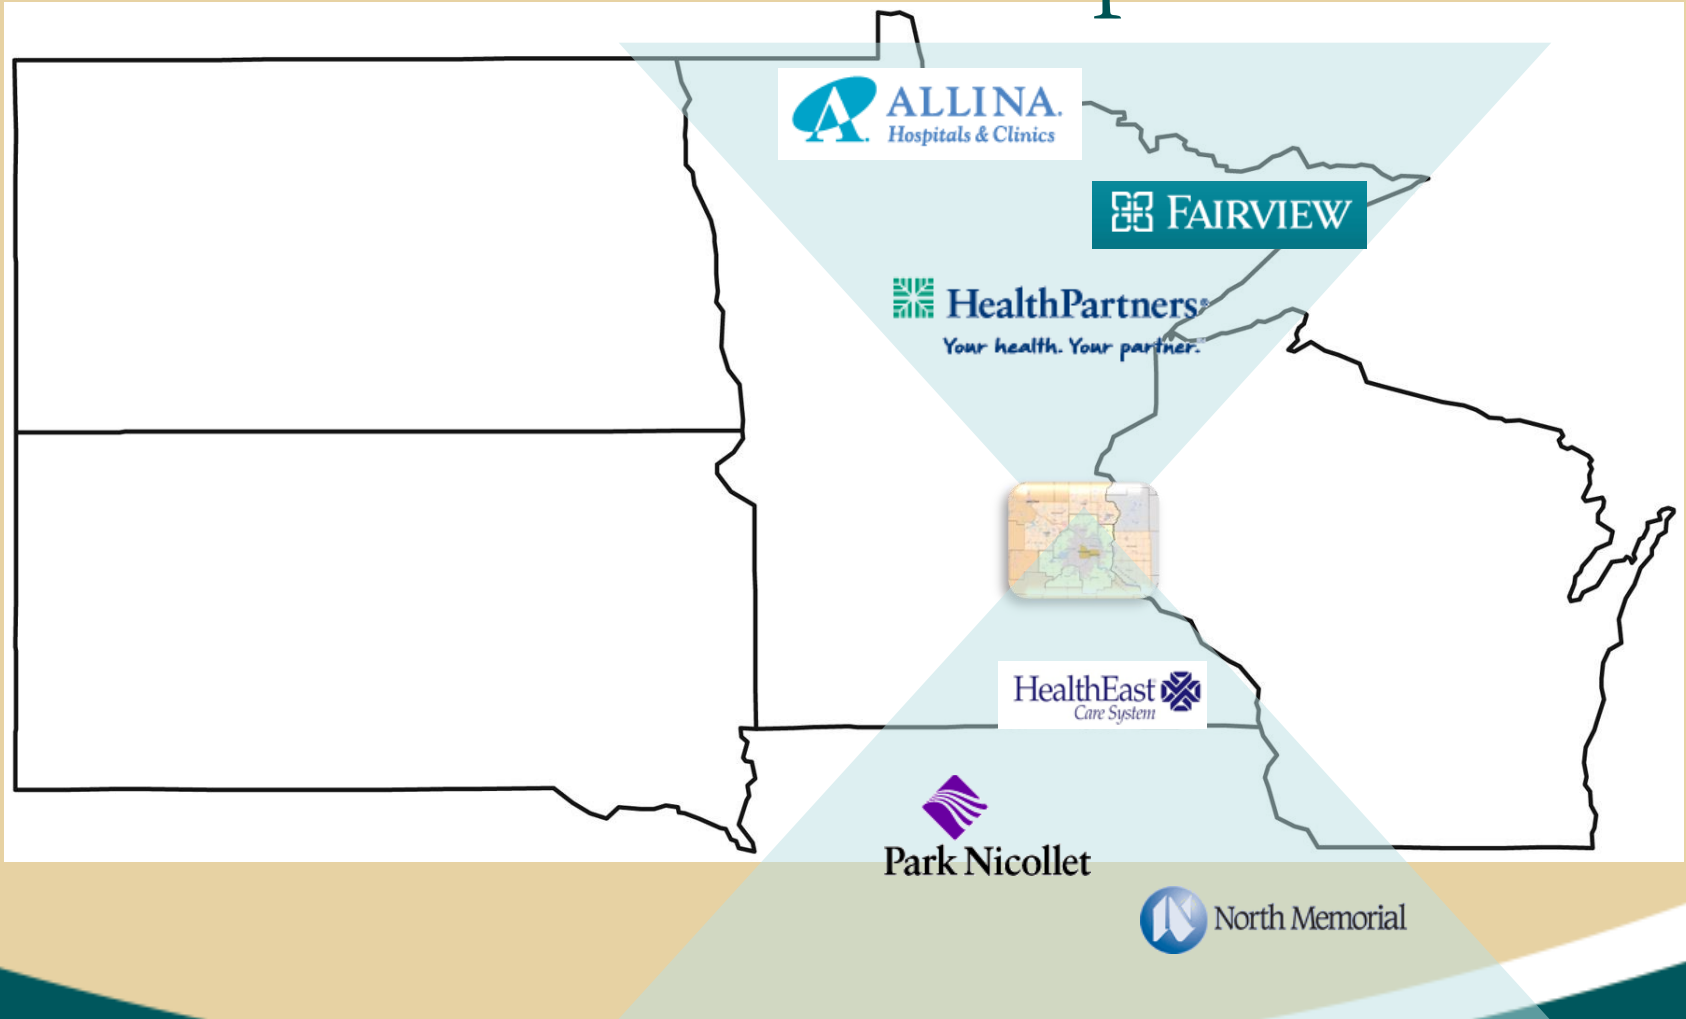 ALLINA.
Hospitals & Clinics
FAIRVIEW
HealthPartners®
Your health. Your partner.
HealthEast
Care System
Park Nicollet
North Memorial